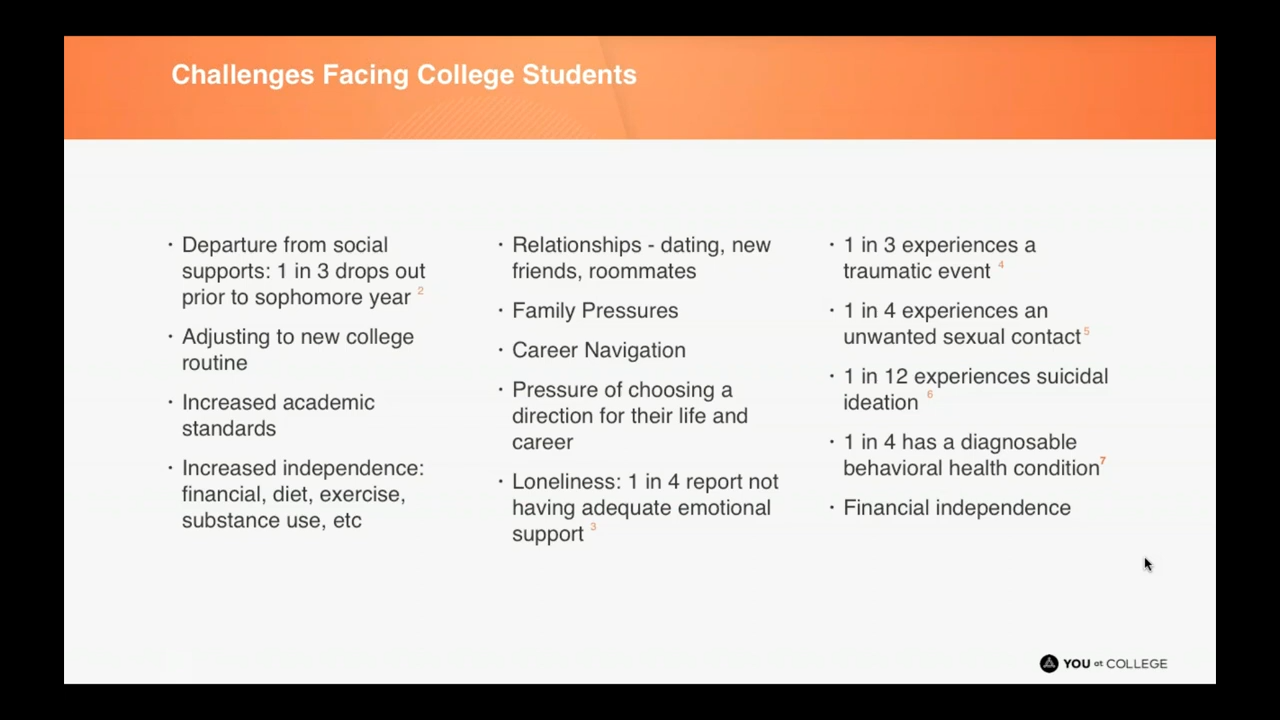 Challenges Facing College Students
· Departure from social
supports: 1 in 3 drops out
prior to sophomore year 2
· Adjusting to new college
routine
· Increased academic
standards
· Increased independence:
financial, diet, exercise,
substance use, etc
· Relationships - dating, new
friends, roommates
· Family Pressures
· Career Navigation
· Pressure of choosing a
direction for their life and
career
· Loneliness: 1 in 4 report not
having adequate emotional
support 3
· 1 in 3 experiences a
traumatic event 4
· 1 in 4 experiences an
unwanted sexual contact 5
· 1 in 12 experiences suicidal
ideation 6
· 1 in 4 has a diagnosable
behavioral health condition 7
· Financial independence
YOU at COLLEGE